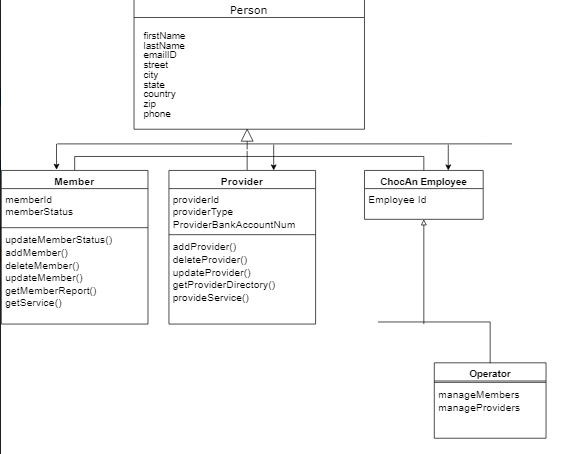 Person
firstName
lastName
emailID
street
city
state
country
zip
phone
Member
memberId
memberStatus
updateMemberStatus()
addMember()
deleteMember()
updateMember()
getMemberReport()
getService()
Provider
providerId
providerType
ProviderBankAccountNum
addProvider()
deleteProvider()
updateProvider()
getProviderDirectory()
provideService()
ChocAn Employee
Employee Id
Operator
manageMembers
manageProviders